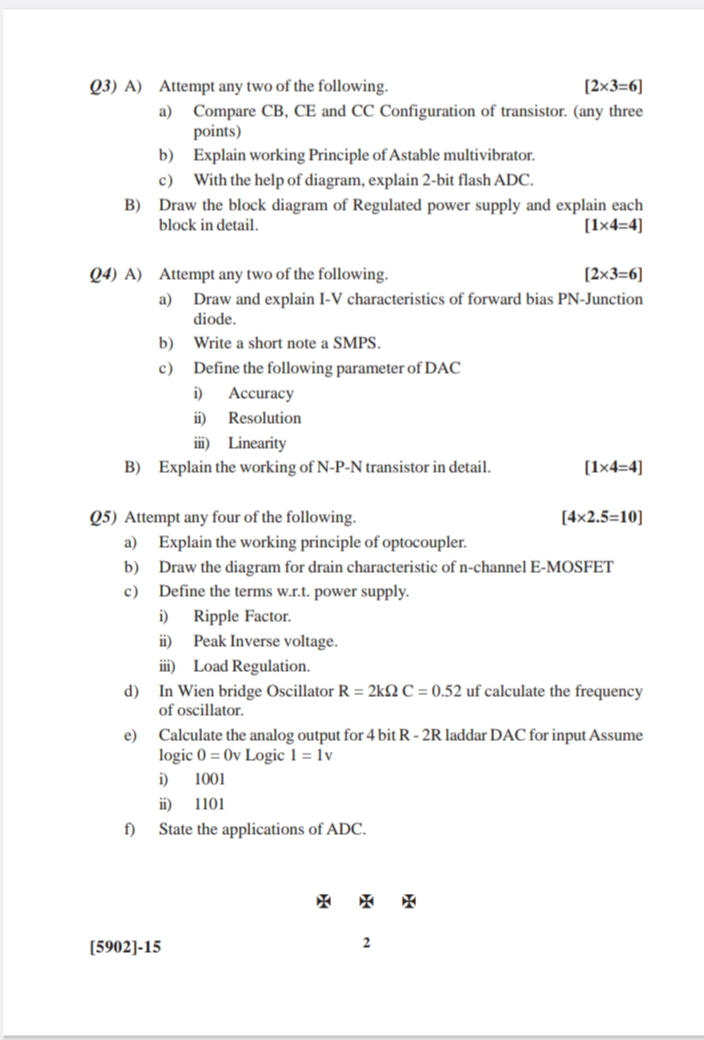 Q3) A) Attempt any two of the following. [2×3=6]
a) Compare CB, CE and CC Configuration of transistor. (any three
points)
b) Explain working Principle of Astable multivibrator.
c) With the help of diagram, explain 2-bit flash ADC.
B) Draw the block diagram of Regulated power supply and explain each
block in detail. [1×4=4]
Q4) A) Attempt any two of the following. [2×3=6]
a) Draw and explain I-V characteristics of forward bias PN-Junction
diode.
b) Write a short note a SMPS.
c) Define the following parameter of DAC
i) Accuracy
ii) Resolution
iii) Linearity
B) Explain the working of N-P-N transistor in detail. [1×4=4]
Q5) Attempt any four of the following. [4×2.5=10]
a) Explain the working principle of optocoupler.
b) Draw the diagram for drain characteristic of n-channel E-MOSFET
c) Define the terms w.r.t. power supply.
i) Ripple Factor.
ii) Peak Inverse voltage.
iii) Load Regulation.
d) In Wien bridge Oscillator R = 2kΩ C = 0.52 uf calculate the frequency
of oscillator.
e) Calculate the analog output for 4 bit R - 2R laddar DAC for input Assume
logic 0 = 0v Logic 1 = 1v
i) 1001
ii) 1101
f) State the applications of ADC.
✠ ✠ ✠
[5902]-15 2